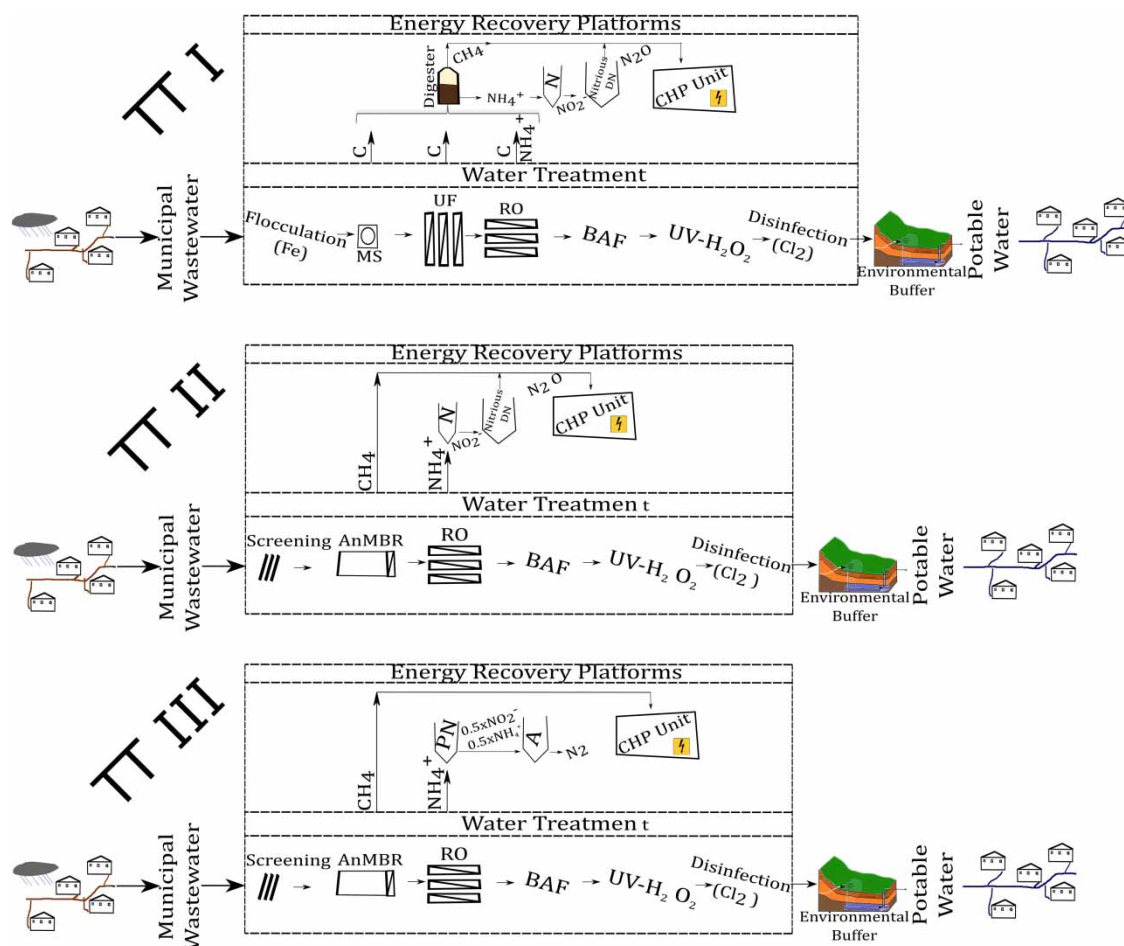 TT I
Energy Recovery Platforms
Digester
CH4
NH4+
N
NO2-
Nitrious
DN
N2O
CHP Unit
C
C
C
NH4+
Water Treatment
Municipal
Wastewater
Flocculation
(Fe)
MS
UF
RO
BAF
UV-H2O2
Disinfection
(Cl2)
Environmental
Buffer
Potable
Water
TT II
Energy Recovery Platforms
CH4
NH4+
N
NO2-
Nitrious
DN
N2 O
CHP Unit
Water Treatmen t
Municipal
Wastewater
Screening
AnMBR
RO
BAF
UV-H2 O2
Disinfection
(Cl2 )
Environmental
Buffer
Potable
Water
TT III
Energy Recovery Platforms
CH4
NH4+
PN
0.5xNO2-
0.5xNH4+
A
N2
CHP Unit
Water Treatmen t
Municipal
Wastewater
Screening
AnMBR
RO
BAF
UV-H2 O2
Disinfection
(Cl2 )
Environmental
Buffer
Potable
Water